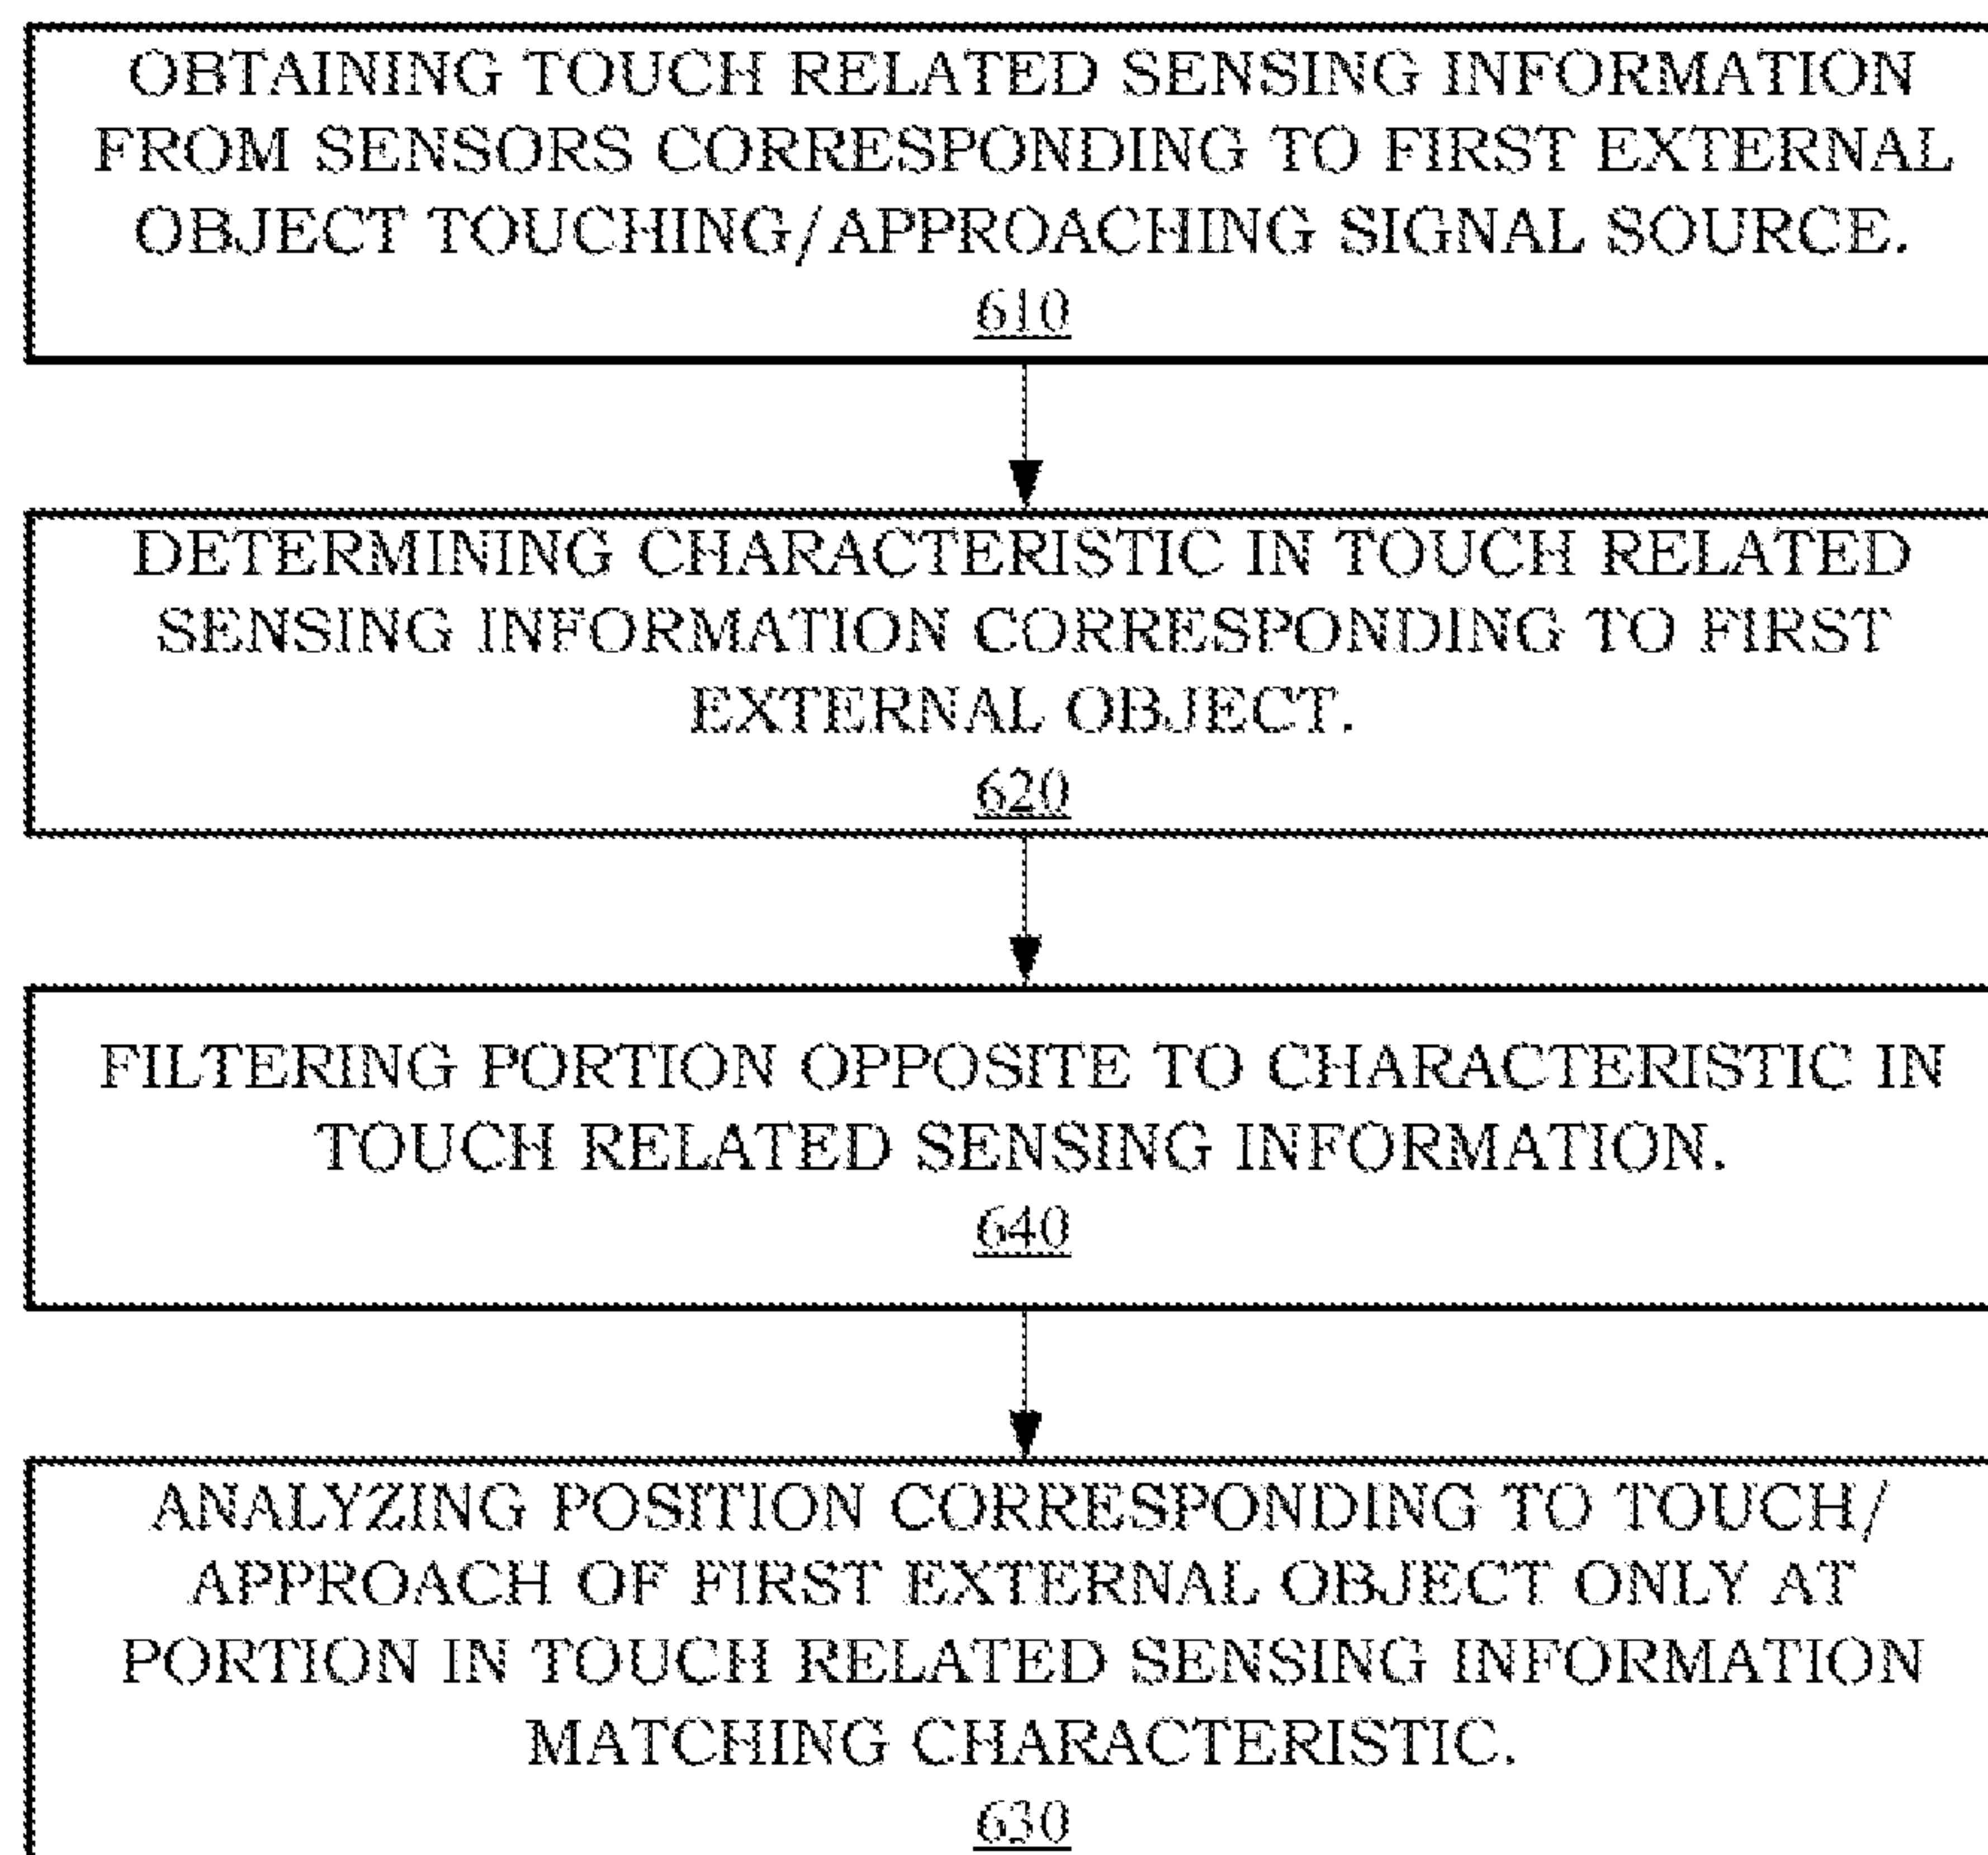 OBTAINING TOUCH RELATED SENSING INFORMATION
FROM SENSORS CORRESPONDING TO FIRST EXTERNAL
OBJECT TOUCHING/APPROACHING SIGNAL SOURCE.
610
DETERMINING CHARACTERISTIC IN TOUCH RELATED
SENSING INFORMATION CORRESPONDING TO FIRST
EXTERNAL OBJECT.
620
FILTERING PORTION OPPOSITE TO CHARACTERISTIC IN
TOUCH RELATED SENSING INFORMATION.
640
ANALYZING POSITION CORRESPONDING TO TOUCH/
APPROACH OF FIRST EXTERNAL OBJECT ONLY AT
PORTION IN TOUCH RELATED SENSING INFORMATION
MATCHING CHARACTERISTIC.
630